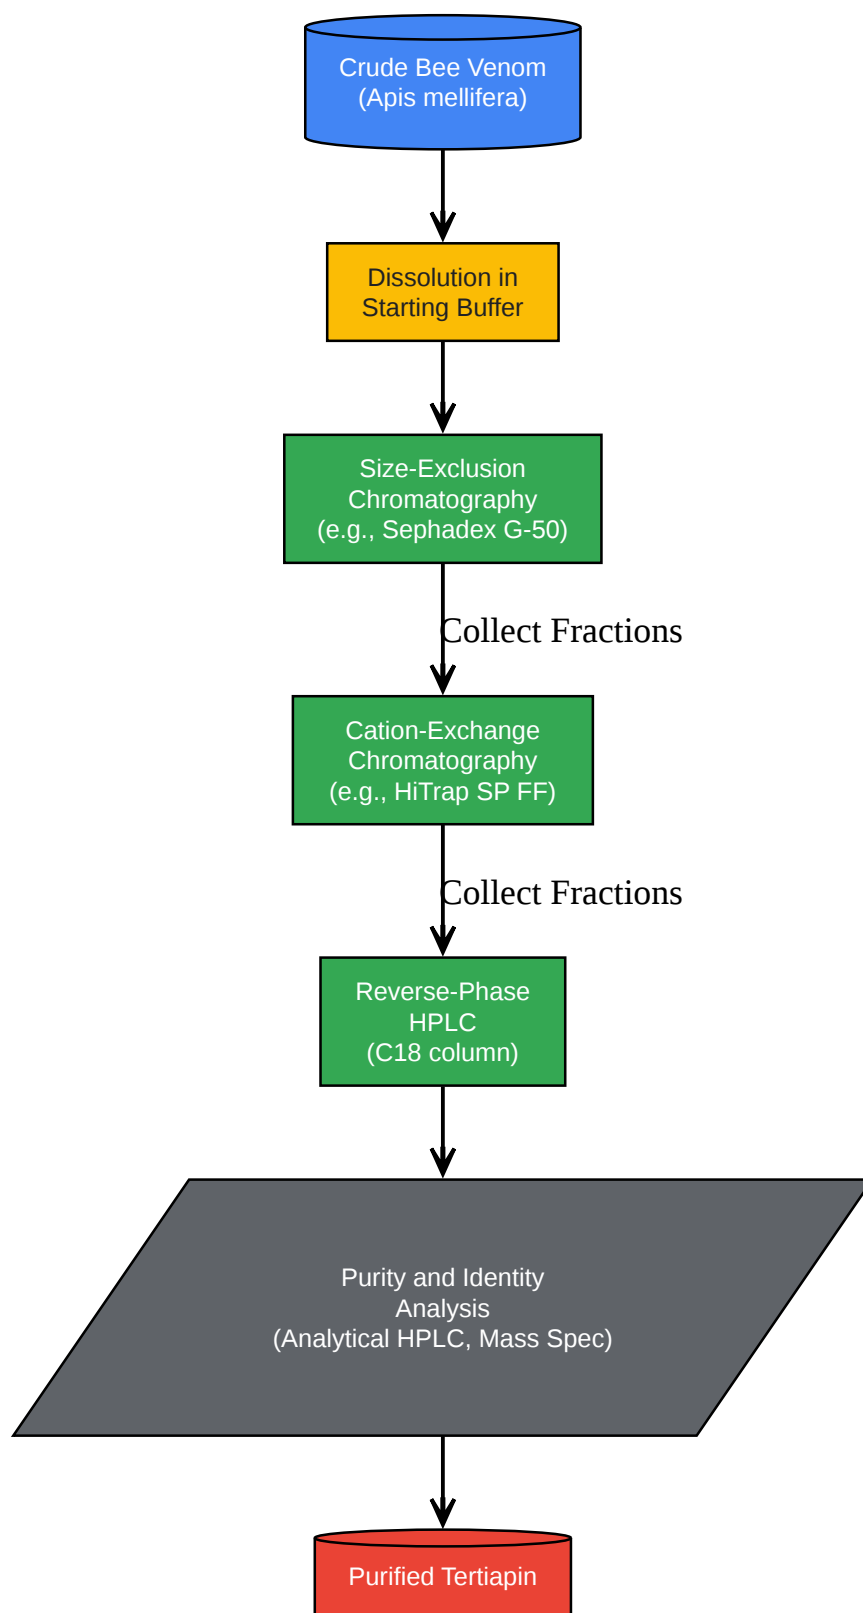 Crude Bee Venom
(Apis mellifera)
Dissolution in
Starting Buffer
Size-Exclusion
Chromatography
(e.g., Sephadex G-50)
Collect Fractions
Cation-Exchange
Chromatography
(e.g., HiTrap SP FF)
Collect Fractions
Reverse-Phase
HPLC
(C18 column)
Purity and Identity
Analysis
(Analytical HPLC, Mass Spec)
Purified Tertiapin